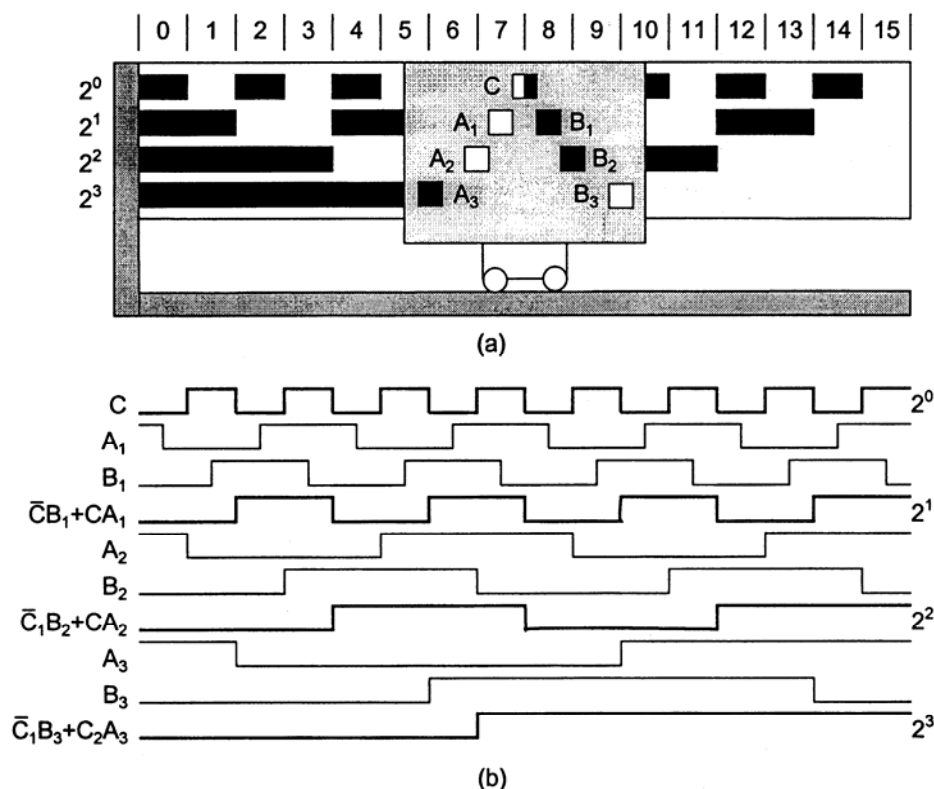 0 1 2 3 4 5 6 7 8 9 10 11 12 13 14 15
2⁰ C
2¹ A₁ B₁
2² A₂ B₂
2³ A₃ B₃
(a)
C 2⁰
A₁
B₁
C̅B₁+CA₁ 2¹
A₂
B₂
C̅₁B₂+CA₂ 2²
A₃
B₃
C̅₁B₃+C₂A₃ 2³
(b)